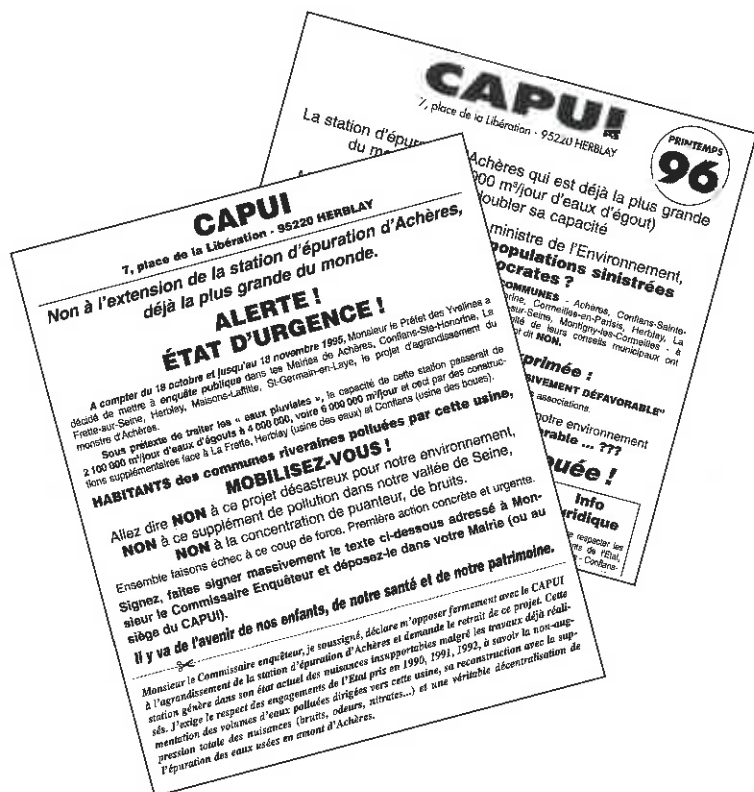 CAPUI
7, place de la Libération - 95220 HERBLAY
Non à l'extension de la station d'épuration d'Achères,
déjà la plus grande du monde.
ALERTE !
ÉTAT D'URGENCE !
A compter du 18 octobre et jusqu'au 18 novembre 1995, Monsieur le Préfet des Yvelines a
décidé de mettre à enquête publique dans les Mairies de Achères, Conflans-Ste-Honorine, La
Frette-sur-Seine, Herblay, Maisons-Laffitte, St-Germain-en-Laye, le projet d'agrandissement du
monstre d'Achères.
Sous prétexte de traiter les « eaux pluviales », la capacité de cette station passerait de
2 100 000 m³/jour d'eaux d'égouts à 4 000 000, voire 6 000 000 m³/jour et ceci par des construc-
tions supplémentaires face à La Frette, Herblay (usine des eaux) et Conflans (usine des boues).
HABITANTS des communes riveraines polluées par cette usine,
MOBILISEZ-VOUS !
Allez dire NON à ce projet désastreux pour notre environnement,
NON à ce supplément de pollution dans notre vallée de Seine,
NON à la concentration de puanteur, de bruits.
Ensemble faisons échec à ce coup de force. Première action concrète et urgente.
Signez, faites signer massivement le texte ci-dessous adressé à Mon-
sieur le Commissaire Enquêteur et déposez-le dans votre Mairie (ou au
siège du CAPUI).
Il y va de l'avenir de nos enfants, de notre santé et de notre patrimoine.
Monsieur le Commissaire enquêteur, je soussigné, déclare m'opposer fermement avec le CAPUI
à l'agrandissement de la station d'épuration d'Achères et demande le retrait de ce projet. Cette
station génère dans son état actuel des nuisances insupportables malgré les travaux déjà réali-
sés. J'exige le respect des engagements de l'Etat pris en 1990, 1991, 1992, à savoir la non-aug-
mentation des volumes d'eaux polluées dirigées vers cette usine, sa reconstruction avec la sup-
pression totale des nuisances (bruits, odeurs, nitrates...) et une véritable décentralisation de
l'épuration des eaux usées en amont d'Achères.
CAPUI
7, place de la Libération - 95220 HERBLAY
PRINTEMPS
96
La station d'épur Achères qui est déjà la plus grande
du m 000 m³/jour d'eaux d'égout)
doubler sa capacité
ministre de l'Environnement,
populations sinistrées
ocrates ?
COMMUNES - Achères, Conflans-Sainte-
orine, Cormeilles-en-Parisis, Herblay, La
sur-Seine, Montigny-les-Cormeilles - à
ité de leurs conseils municipaux ont
dit NON.
xprimée !
SIVEMENT DÉFAVORABLE"
associations.
notre environnement
rable ... ???
uée !
Info
uridique
respecter les
nts de l'Etat,
- Conflans-